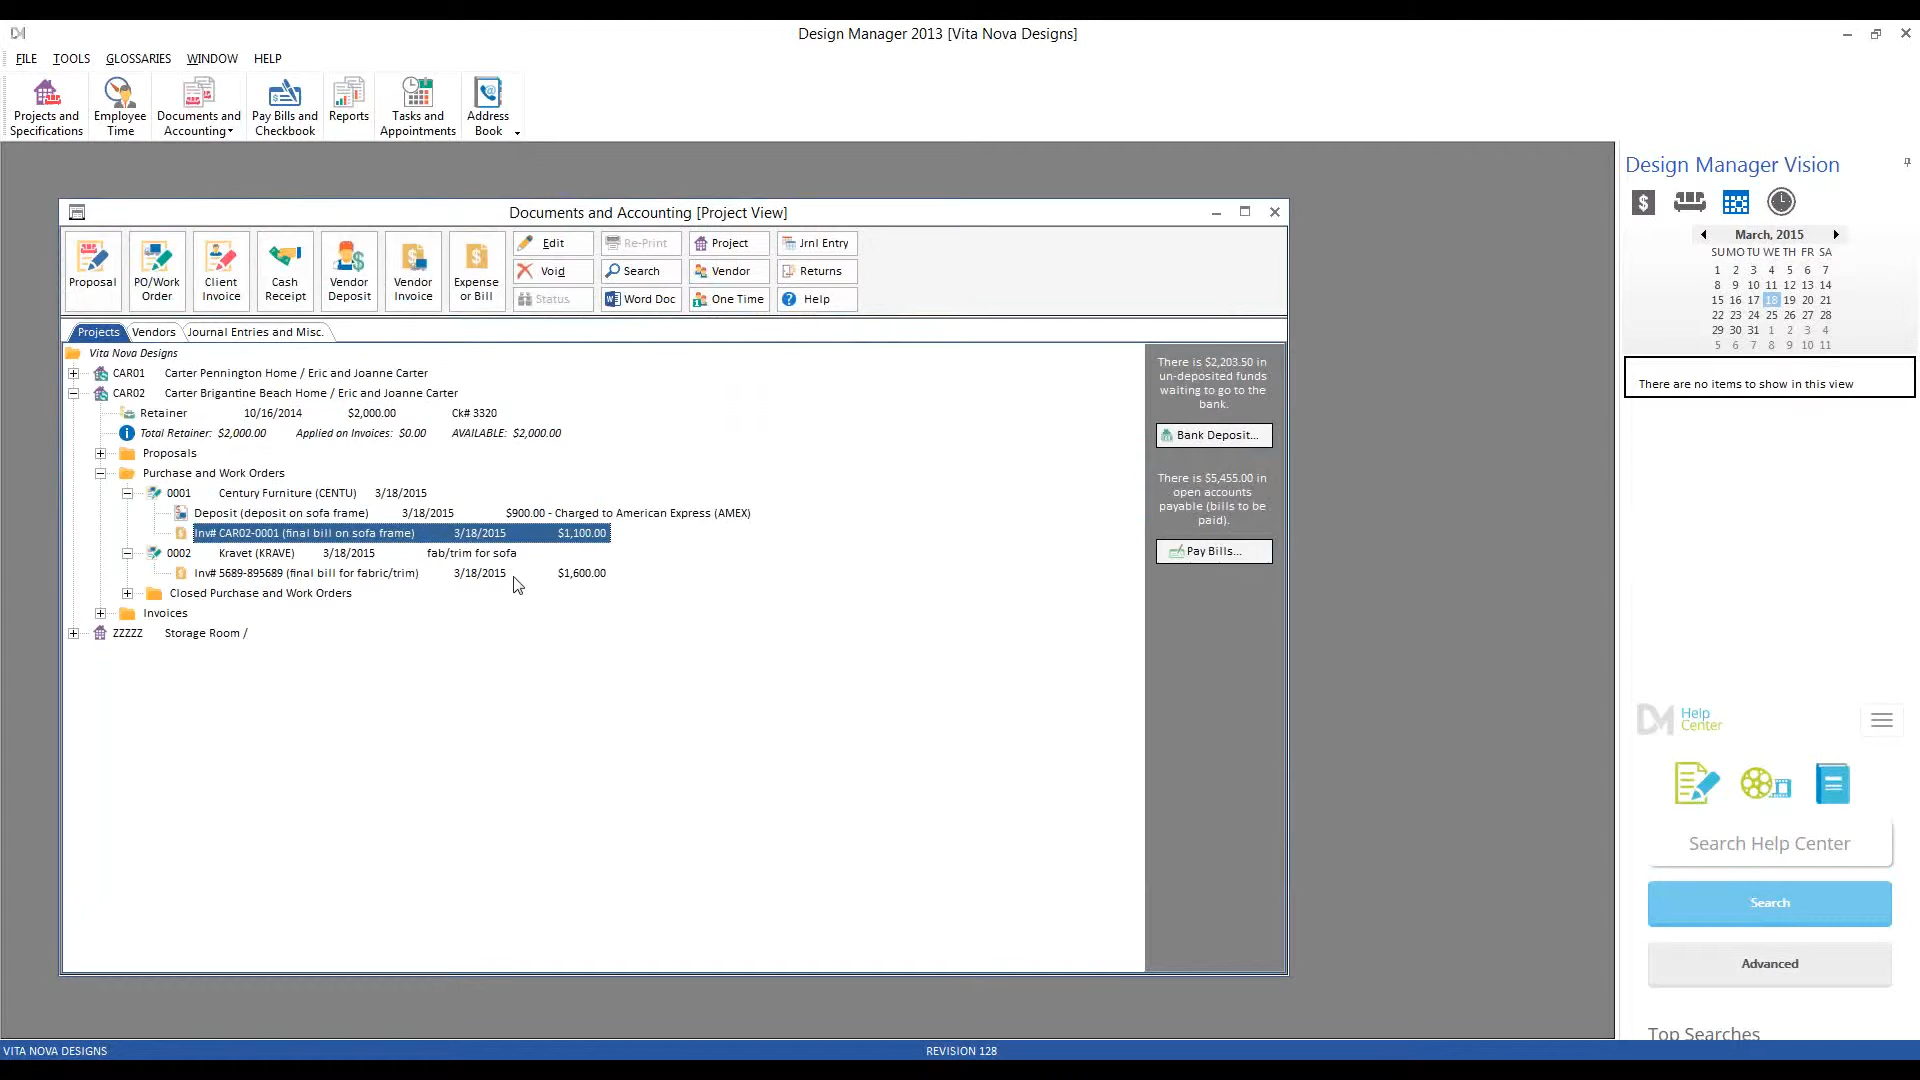 Design Manager 2013 [Vita Nova Designs]
FILE TOOLS GLOSSARIES WINDOW HELP
Projects and Specifications
Employee Time
Documents and Accounting
Pay Bills and Checkbook
Reports
Tasks and Appointments
Address Book
Documents and Accounting [Project View]
Proposal
PO/Work Order
Client Invoice
Cash Receipt
Vendor Deposit
Vendor Invoice
Expense or Bill
Edit Re-Print Project Jrnl Entry
Void Search Vendor Returns
Status Word Doc One Time Help
Projects Vendors Journal Entries and Misc.
Vita Nova Designs
CAR01 Carter Pennington Home / Eric and Joanne Carter
CAR02 Carter Brigantine Beach Home / Eric and Joanne Carter
Retainer 10/16/2014 $2,000.00 Ck# 3320
Total Retainer: $2,000.00 Applied on Invoices: $0.00 AVAILABLE: $2,000.00
Proposals
Purchase and Work Orders
0001 Century Furniture (CENTU) 3/18/2015
Deposit (deposit on sofa frame) 3/18/2015 $900.00 - Charged to American Express (AMEX)
Inv# CAR02-0001 (final bill on sofa frame) 3/18/2015 $1,100.00
0002 Kravet (KRAVE) 3/18/2015 fab/trim for sofa
Inv# 5689-895689 (final bill for fabric/trim) 3/18/2015 $1,600.00
Closed Purchase and Work Orders
Invoices
ZZZZZ Storage Room /
There is $2,203.50 in
un-deposited funds
waiting to go to the
bank.
Bank Deposit...
There is $5,455.00 in
open accounts
payable (bills to be
paid).
Pay Bills...
Design Manager Vision
March, 2015
SU MO TU WE TH FR SA
1 2 3 4 5 6 7
8 9 10 11 12 13 14
15 16 17 18 19 20 21
22 23 24 25 26 27 28
29 30 31 1 2 3 4
5 6 7 8 9 10 11
There are no items to show in this view
DM Help Center
Search Help Center
Search
Advanced
Top Searches
VITA NOVA DESIGNS REVISION 128